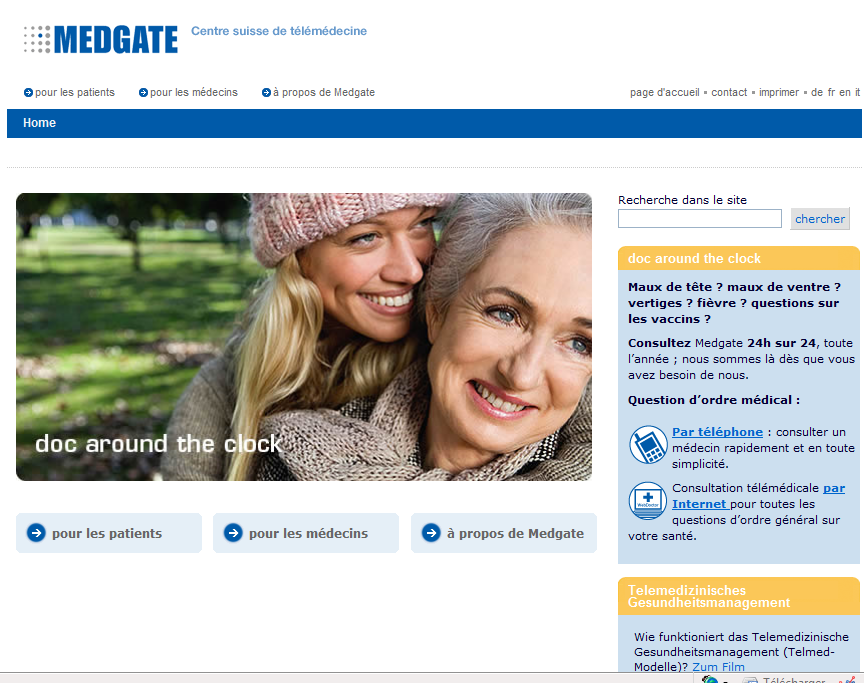 MEDGATE Centre suisse de télémédecine
pour les patients pour les médecins à propos de Medgate
page d'accueil ▪ contact ▪ imprimer ▪ de fr en it
Home
doc around the clock
pour les patients
pour les médecins
à propos de Medgate
Recherche dans le site
chercher
doc around the clock
Maux de tête ? maux de ventre ?
vertiges ? fièvre ? questions sur
les vaccins ?
Consultez Medgate 24h sur 24, toute
l'année ; nous sommes là dès que vous
avez besoin de nous.
Question d'ordre médical :
Par téléphone : consulter un
médecin rapidement et en toute
simplicité.
WebDoctor
Consultation télémédicale par
Internet pour toutes les
questions d'ordre général sur
votre santé.
Telemedizinisches
Gesundheitsmanagement
Wie funktioniert das Telemedizinische
Gesundheitsmanagement (Telmed-
Modelle)? Zum Film
Télécharger